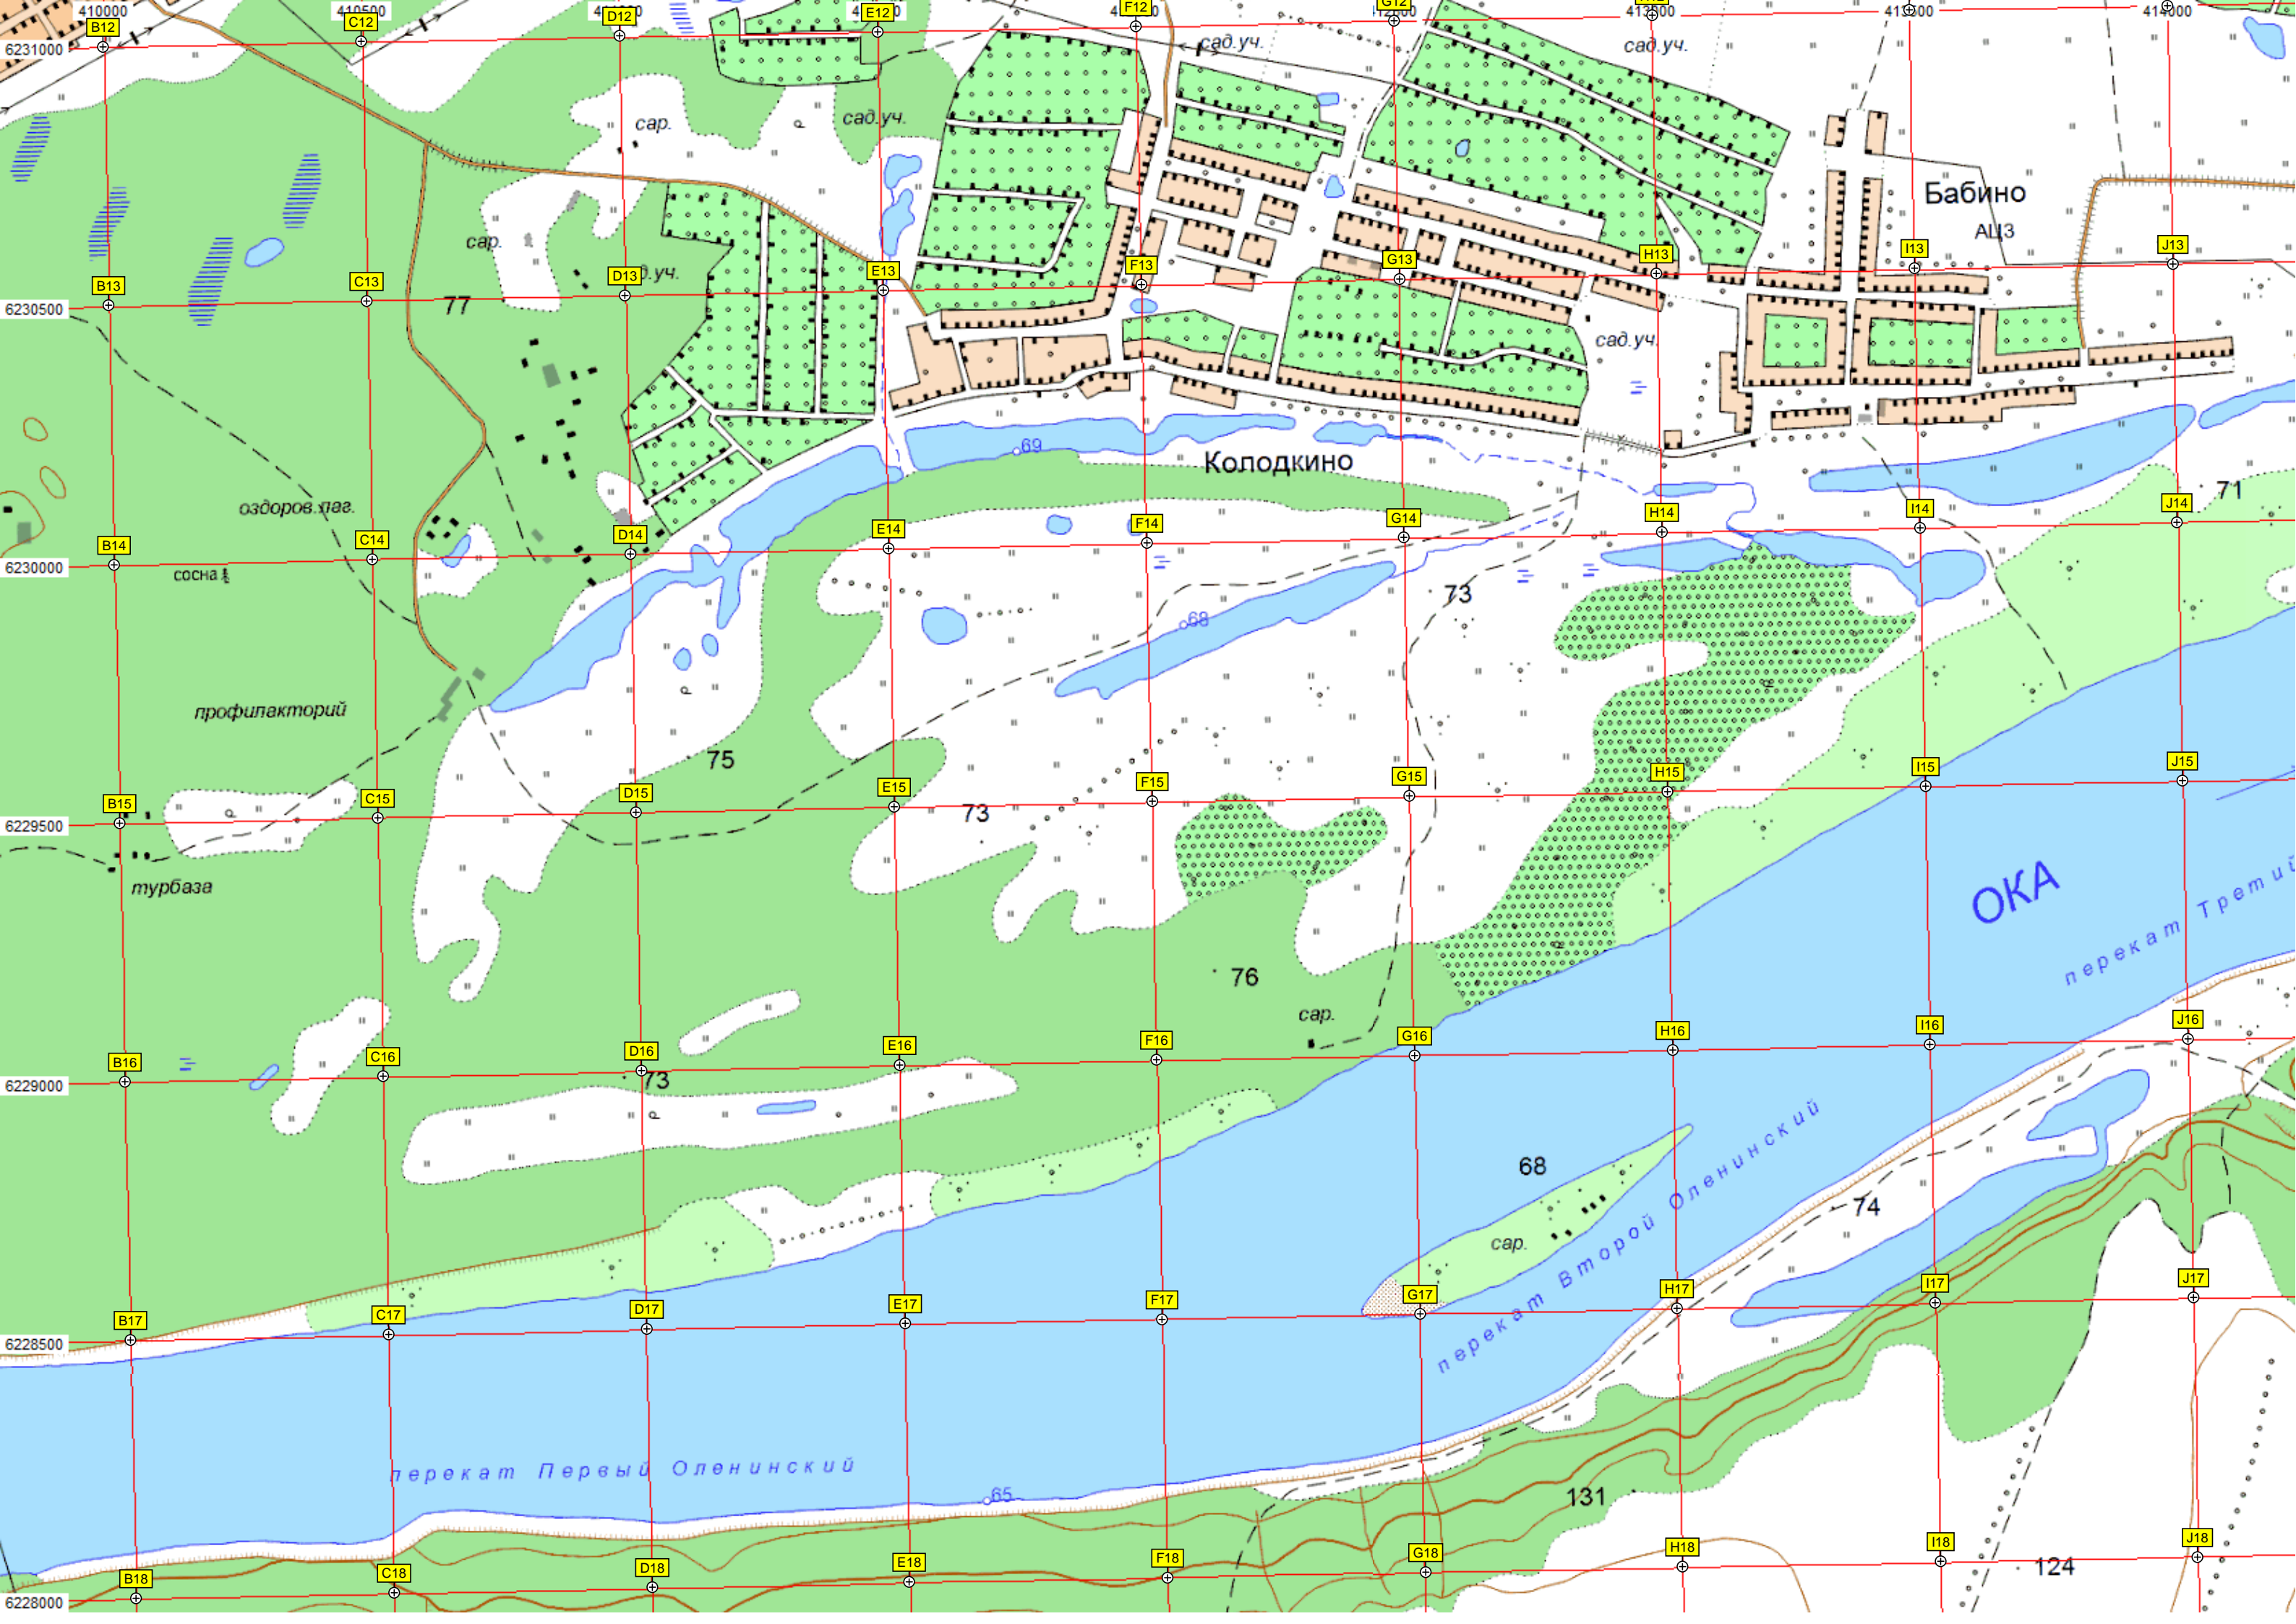 410000
410500
414000
B12
C12
D12
E12
F12
G12
6231000
сад.уч.
сад.уч.
сар.
сад.уч.
Бабино
АЦЗ
сар.
B13
C13
D13
E13
F13
G13
H13
I13
J13
6230500
77
сад.уч.
69
Колодкино
71
оздоров.лаг.
B14
C14
D14
E14
F14
G14
H14
I14
J14
6230000
сосна
68
73
профилакторий
75
B15
C15
D15
E15
F15
G15
H15
I15
J15
6229500
73
турбаза
ОКА
перекат Третий
76
сар.
B16
C16
D16
E16
F16
G16
H16
I16
J16
6229000
73
68
74
сар.
перекат Второй Оленинский
B17
C17
D17
E17
F17
G17
H17
I17
J17
6228500
перекат Первый Оленинский
65
131
B18
C18
D18
E18
F18
G18
H18
I18
J18
124
6228000